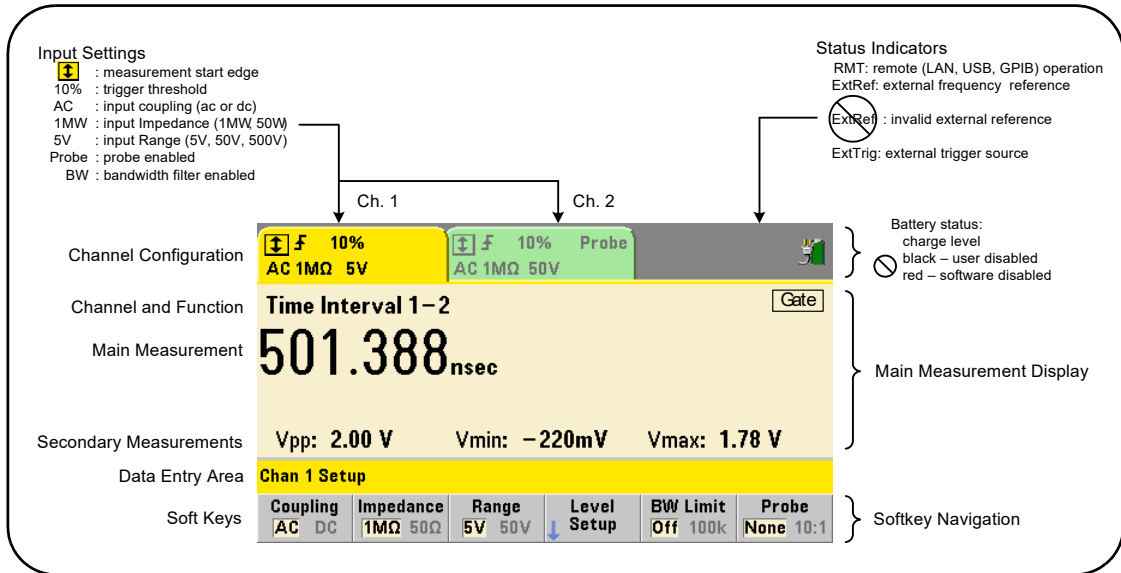 Input Settings
: measurement start edge
10% : trigger threshold
AC : input coupling (ac or dc)
1MW : input Impedance (1MW, 50W)
5V : input Range (5V, 50V, 500V)
Probe : probe enabled
BW : bandwidth filter enabled
Status Indicators
RMT: remote (LAN, USB, GPIB) operation
ExtRef: external frequency reference
ExtRef : invalid external reference
ExtTrig: external trigger source
Ch. 1
Ch. 2
Channel Configuration
10%
AC 1MΩ 5V
10% Probe
AC 1MΩ 50V
Battery status:
charge level
black – user disabled
red – software disabled
Channel and Function
Time Interval 1–2
Gate
Main Measurement
501.388 nsec
Main Measurement Display
Secondary Measurements
Vpp: 2.00 V Vmin: –220mV Vmax: 1.78 V
Data Entry Area
Chan 1 Setup
Soft Keys
Coupling
AC DC
Impedance
1MΩ 50Ω
Range
5V 50V
Level
Setup
BW Limit
Off 100k
Probe
None 10:1
Softkey Navigation